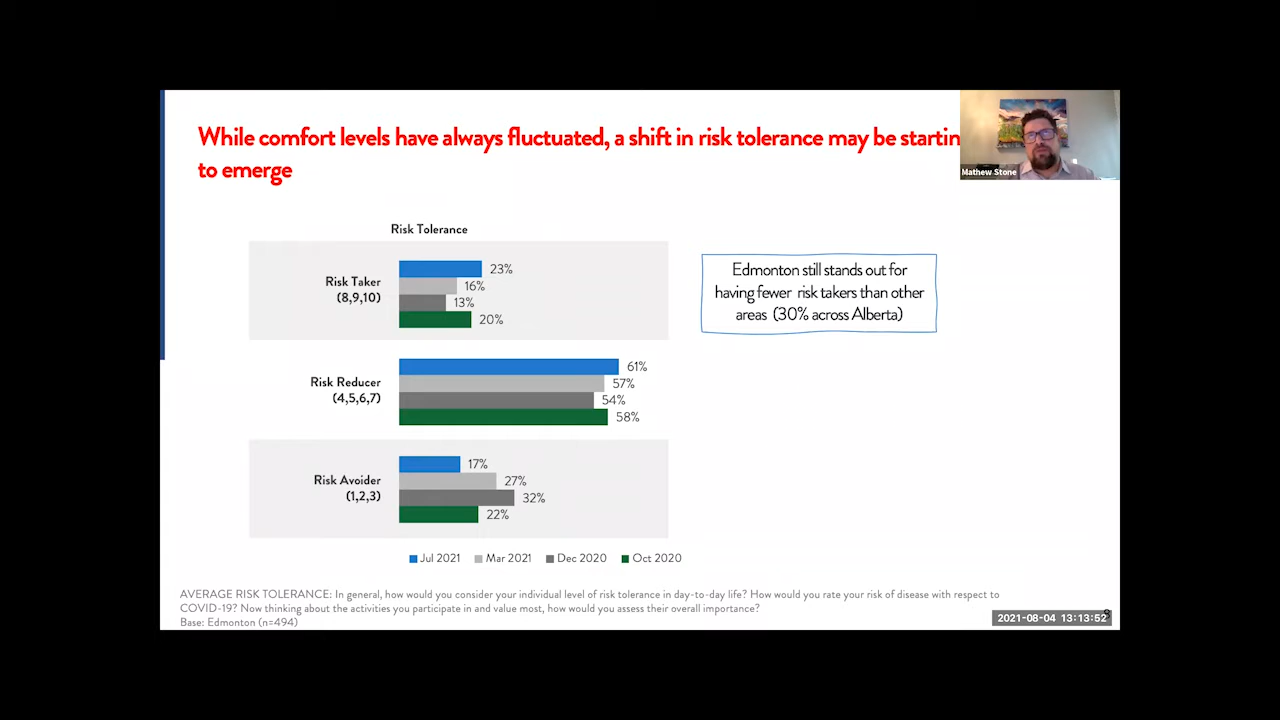 While comfort levels have always fluctuated, a shift in risk tolerance may be startin
to emerge
Mathew Stone
Risk Tolerance
Risk Taker
(8,9,10)
23%
16%
13%
20%
Edmonton still stands out for
having fewer risk takers than other
areas (30% across Alberta)
Risk Reducer
(4,5,6,7)
61%
57%
54%
58%
Risk Avoider
(1,2,3)
17%
27%
32%
22%
Jul 2021 Mar 2021 Dec 2020 Oct 2020
AVERAGE RISK TOLERANCE: In general, how would you consider your individual level of risk tolerance in day-to-day life? How would you rate your risk of disease with respect to
COVID-19? Now thinking about the activities you participate in and value most, how would you assess their overall importance?
Base: Edmonton (n=494)
2021-08-04 13:13:52